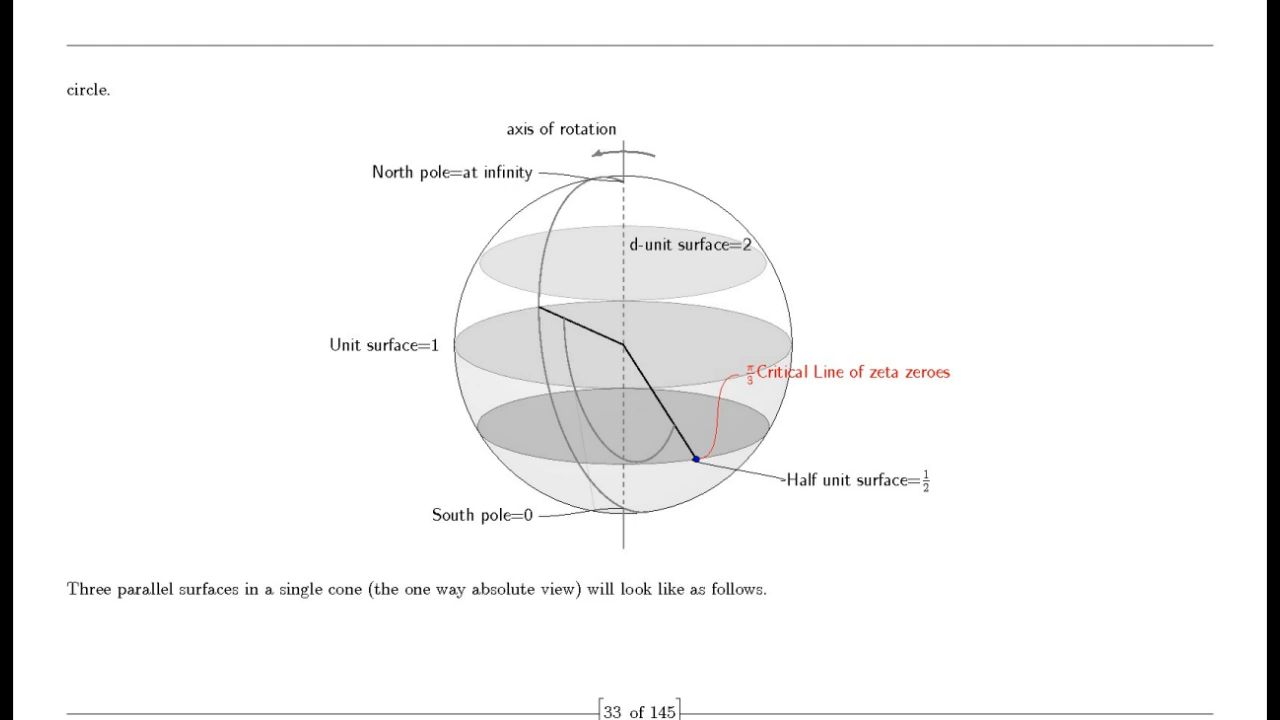 circle.
axis of rotation
North pole=at infinity
d-unit surface=2
Unit surface=1
π/3 Critical Line of zeta zeroes
Half unit surface=1/2
South pole=0
Three parallel surfaces in a single cone (the one way absolute view) will look like as follows.
33 of 145